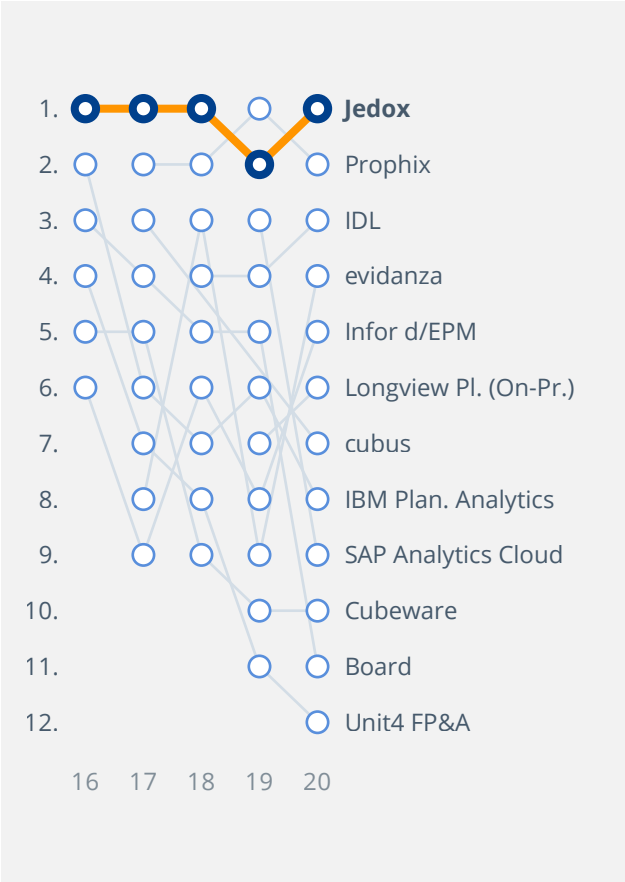 1. Jedox
2. Prophix
3. IDL
4. evidanza
5. Infor d/EPM
6. Longview Pl. (On-Pr.)
7. cubus
8. IBM Plan. Analytics
9. SAP Analytics Cloud
10. Cubeware
11. Board
12. Unit4 FP&A
16 17 18 19 20